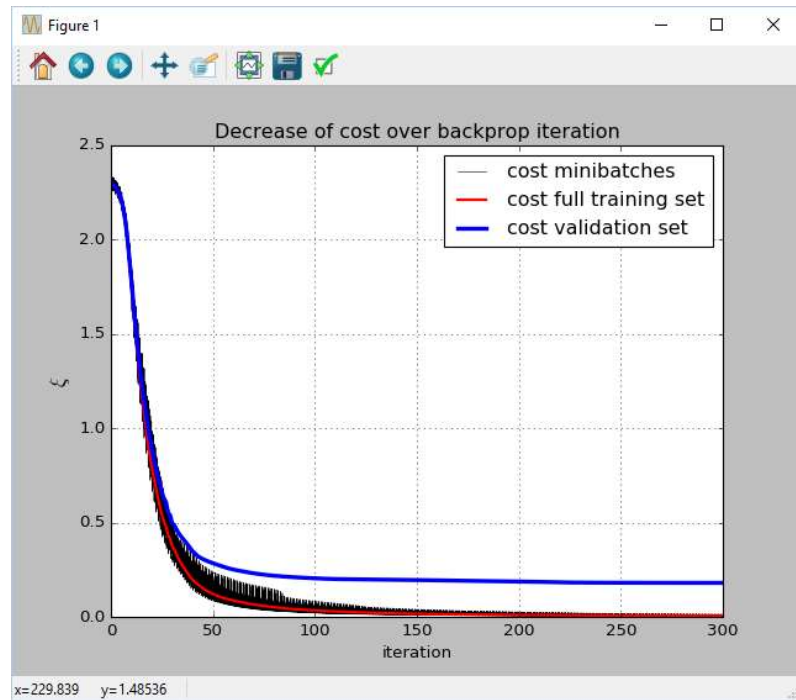 Figure 1
Decrease of cost over backprop iteration
2.5
2.0
1.5
1.0
0.5
0.0
ξ
cost minibatches
cost full training set
cost validation set
0 50 100 150 200 250 300
iteration
x=229.839 y=1.48536